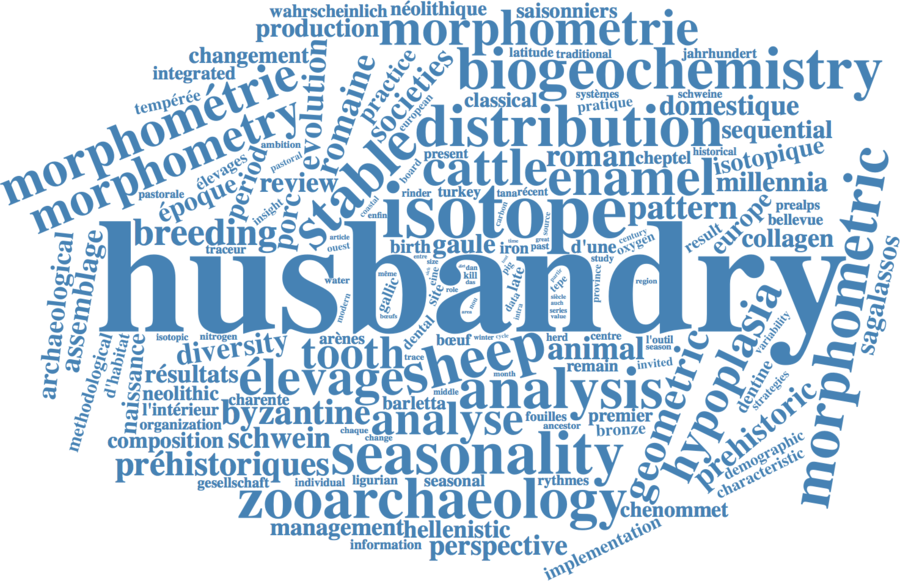 wahrscheinlich
néolithique
saisonniers
production
morphometrie
changement
latitude
traditional
jahrhundert
integrated
biogeochemistry
tempérée
morphométrie
evolution
romaine
practice
societies
european
classical
systèmes
schweine
pratique
domestique
morphometry
ambition
pastoral
stable
distribution
sequential
élevages
period
present
board
cattle
roman
cheptel
historical
isotopique
pastorale
époque
insight
review
porc
coastal
rinder
turkey
tana
récent
enamel
millennia
enfin
isotope
carbon
source
pattern
europe
prealps
bellevue
breeding
traceur
article
ouest
birth
gaule
iron
time
great
past
d'une
century
oxygen
result
collagen
morphometric
sagalassos
archaeological
assemblage
husbandry
water
modern
même
gallic
bœufs
entre
size
eine
site
role
dan
kill
das
pig
late
data
intra
tepe
siècle
auch
series
value
study
province
region
methodological
d'habitat
naissance
isotopic
nitrogen
diversity
arènes
tooth
trace
dental
bœuf
winter
cycle
herd
centre
l'outil
season
sheep
animal
remain
invited
geometric
hypoplasia
variability
dentine
strategies
résultats
élevages
month
neolithic
charente
middle
analysis
l'intérieur
byzantine
barletta
organization
analyse
fouilles
premier
ancestor
bronze
prehistoric
composition
schwein
chaque
change
seasonality
demographic
characteristic
préhistoriques
gesellschaft
individual
ligurian
seasonal
rythmes
zooarchaeology
chenommet
management
hellenistic
information
perspective
implementation